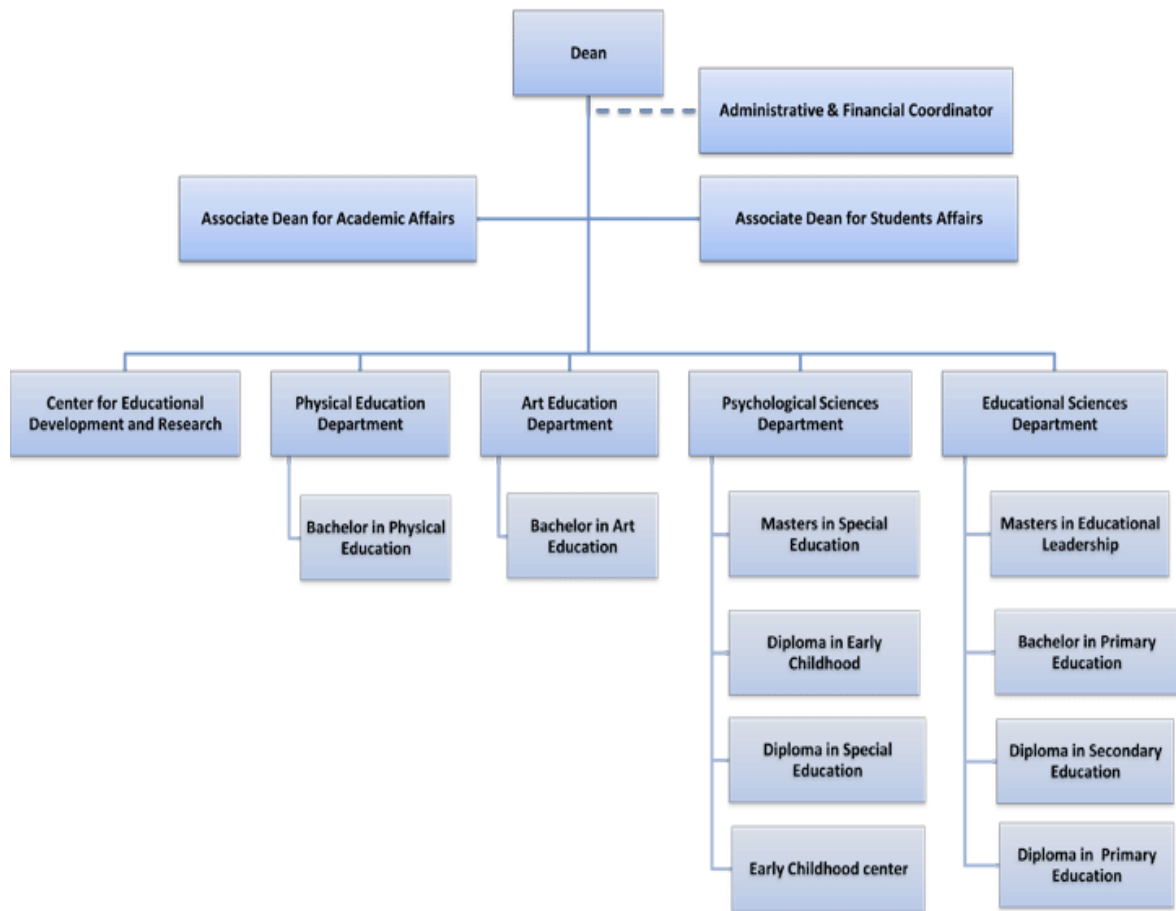 Dean
Administrative & Financial Coordinator
Associate Dean for Academic Affairs
Associate Dean for Students Affairs
Center for Educational
Development and Research
Physical Education
Department
Art Education
Department
Psychological Sciences
Department
Educational Sciences
Department
Bachelor in Physical
Education
Bachelor in Art
Education
Masters in Special
Education
Masters in Educational
Leadership
Diploma in Early
Childhood
Bachelor in Primary
Education
Diploma in Special
Education
Diploma in Secondary
Education
Early Childhood center
Diploma in Primary
Education